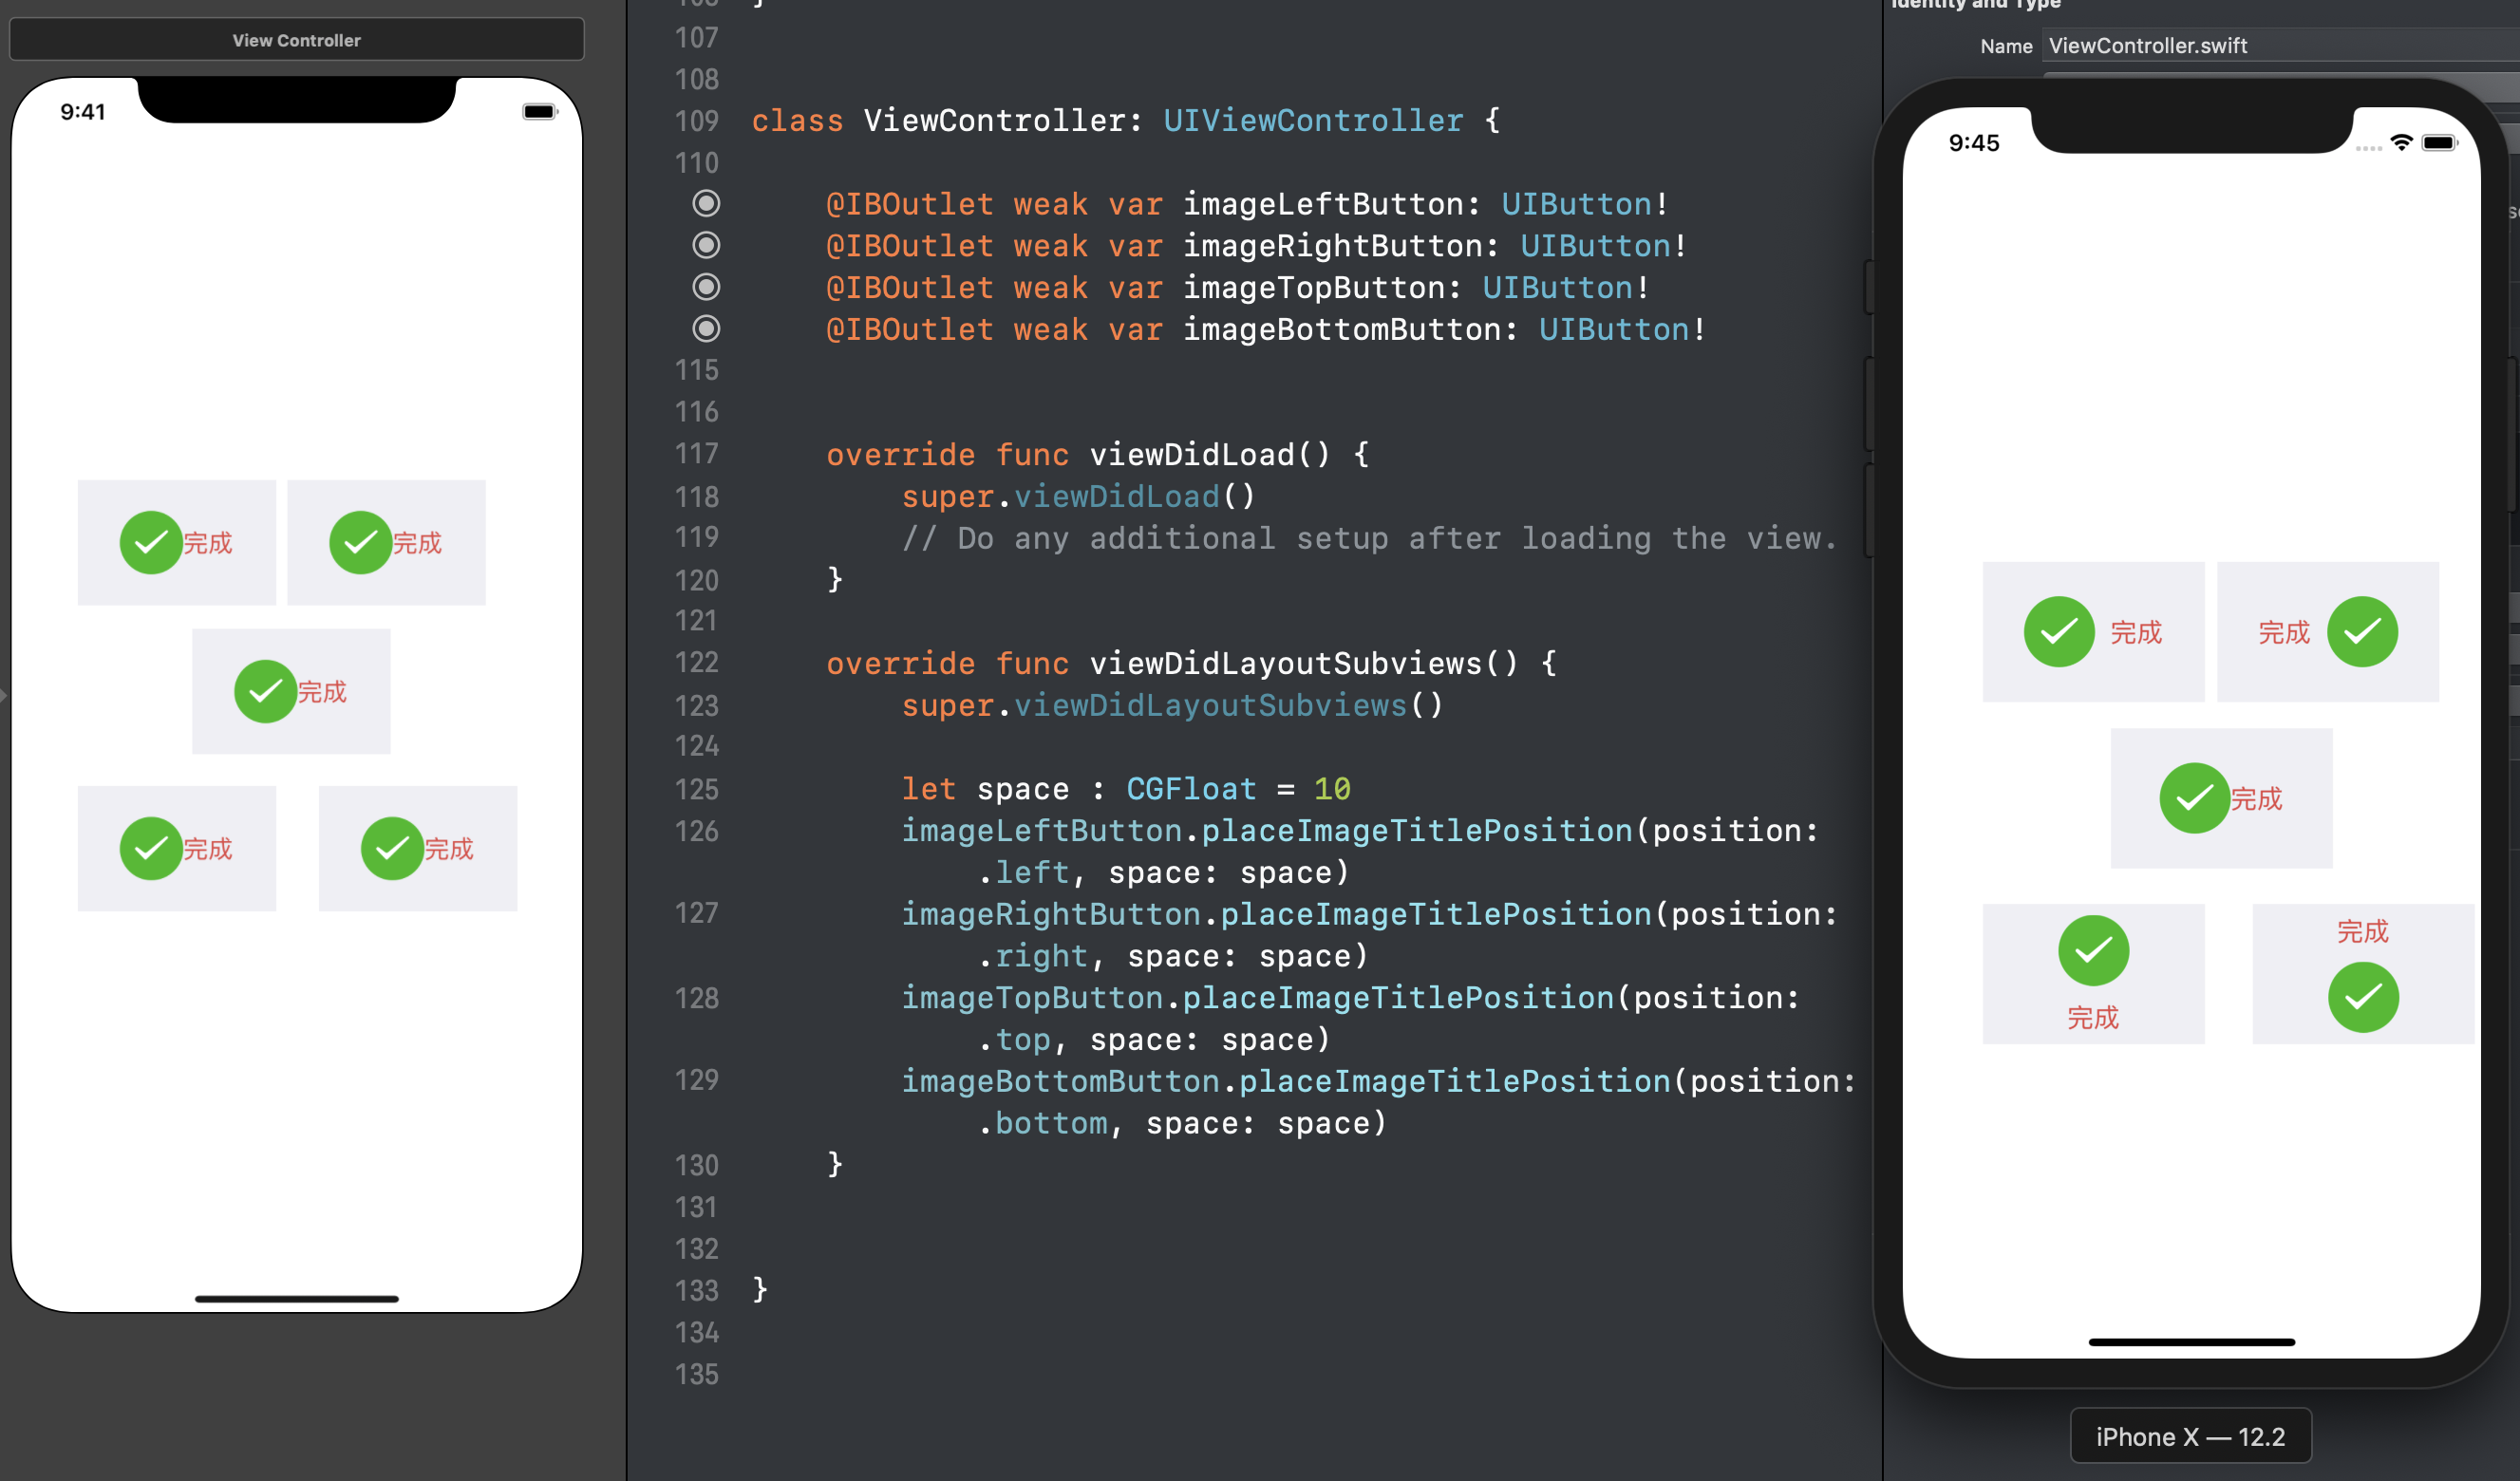 View Controller
9:41
完成
完成
完成
完成
完成
107
108
109 class ViewController: UIViewController {
110
@IBOutlet weak var imageLeftButton: UIButton!
@IBOutlet weak var imageRightButton: UIButton!
@IBOutlet weak var imageTopButton: UIButton!
@IBOutlet weak var imageBottomButton: UIButton!
115
116
117 override func viewDidLoad() {
118 super.viewDidLoad()
119 // Do any additional setup after loading the view.
120 }
121
122 override func viewDidLayoutSubviews() {
123 super.viewDidLayoutSubviews()
124
125 let space : CGFloat = 10
126 imageLeftButton.placeImageTitlePosition(position:
.left, space: space)
127 imageRightButton.placeImageTitlePosition(position:
.right, space: space)
128 imageTopButton.placeImageTitlePosition(position:
.top, space: space)
129 imageBottomButton.placeImageTitlePosition(position:
.bottom, space: space)
130 }
131
132
133 }
134
135
Identity and Type
Name ViewController.swift
9:45
完成
完成
完成
完成
完成
iPhone X — 12.2